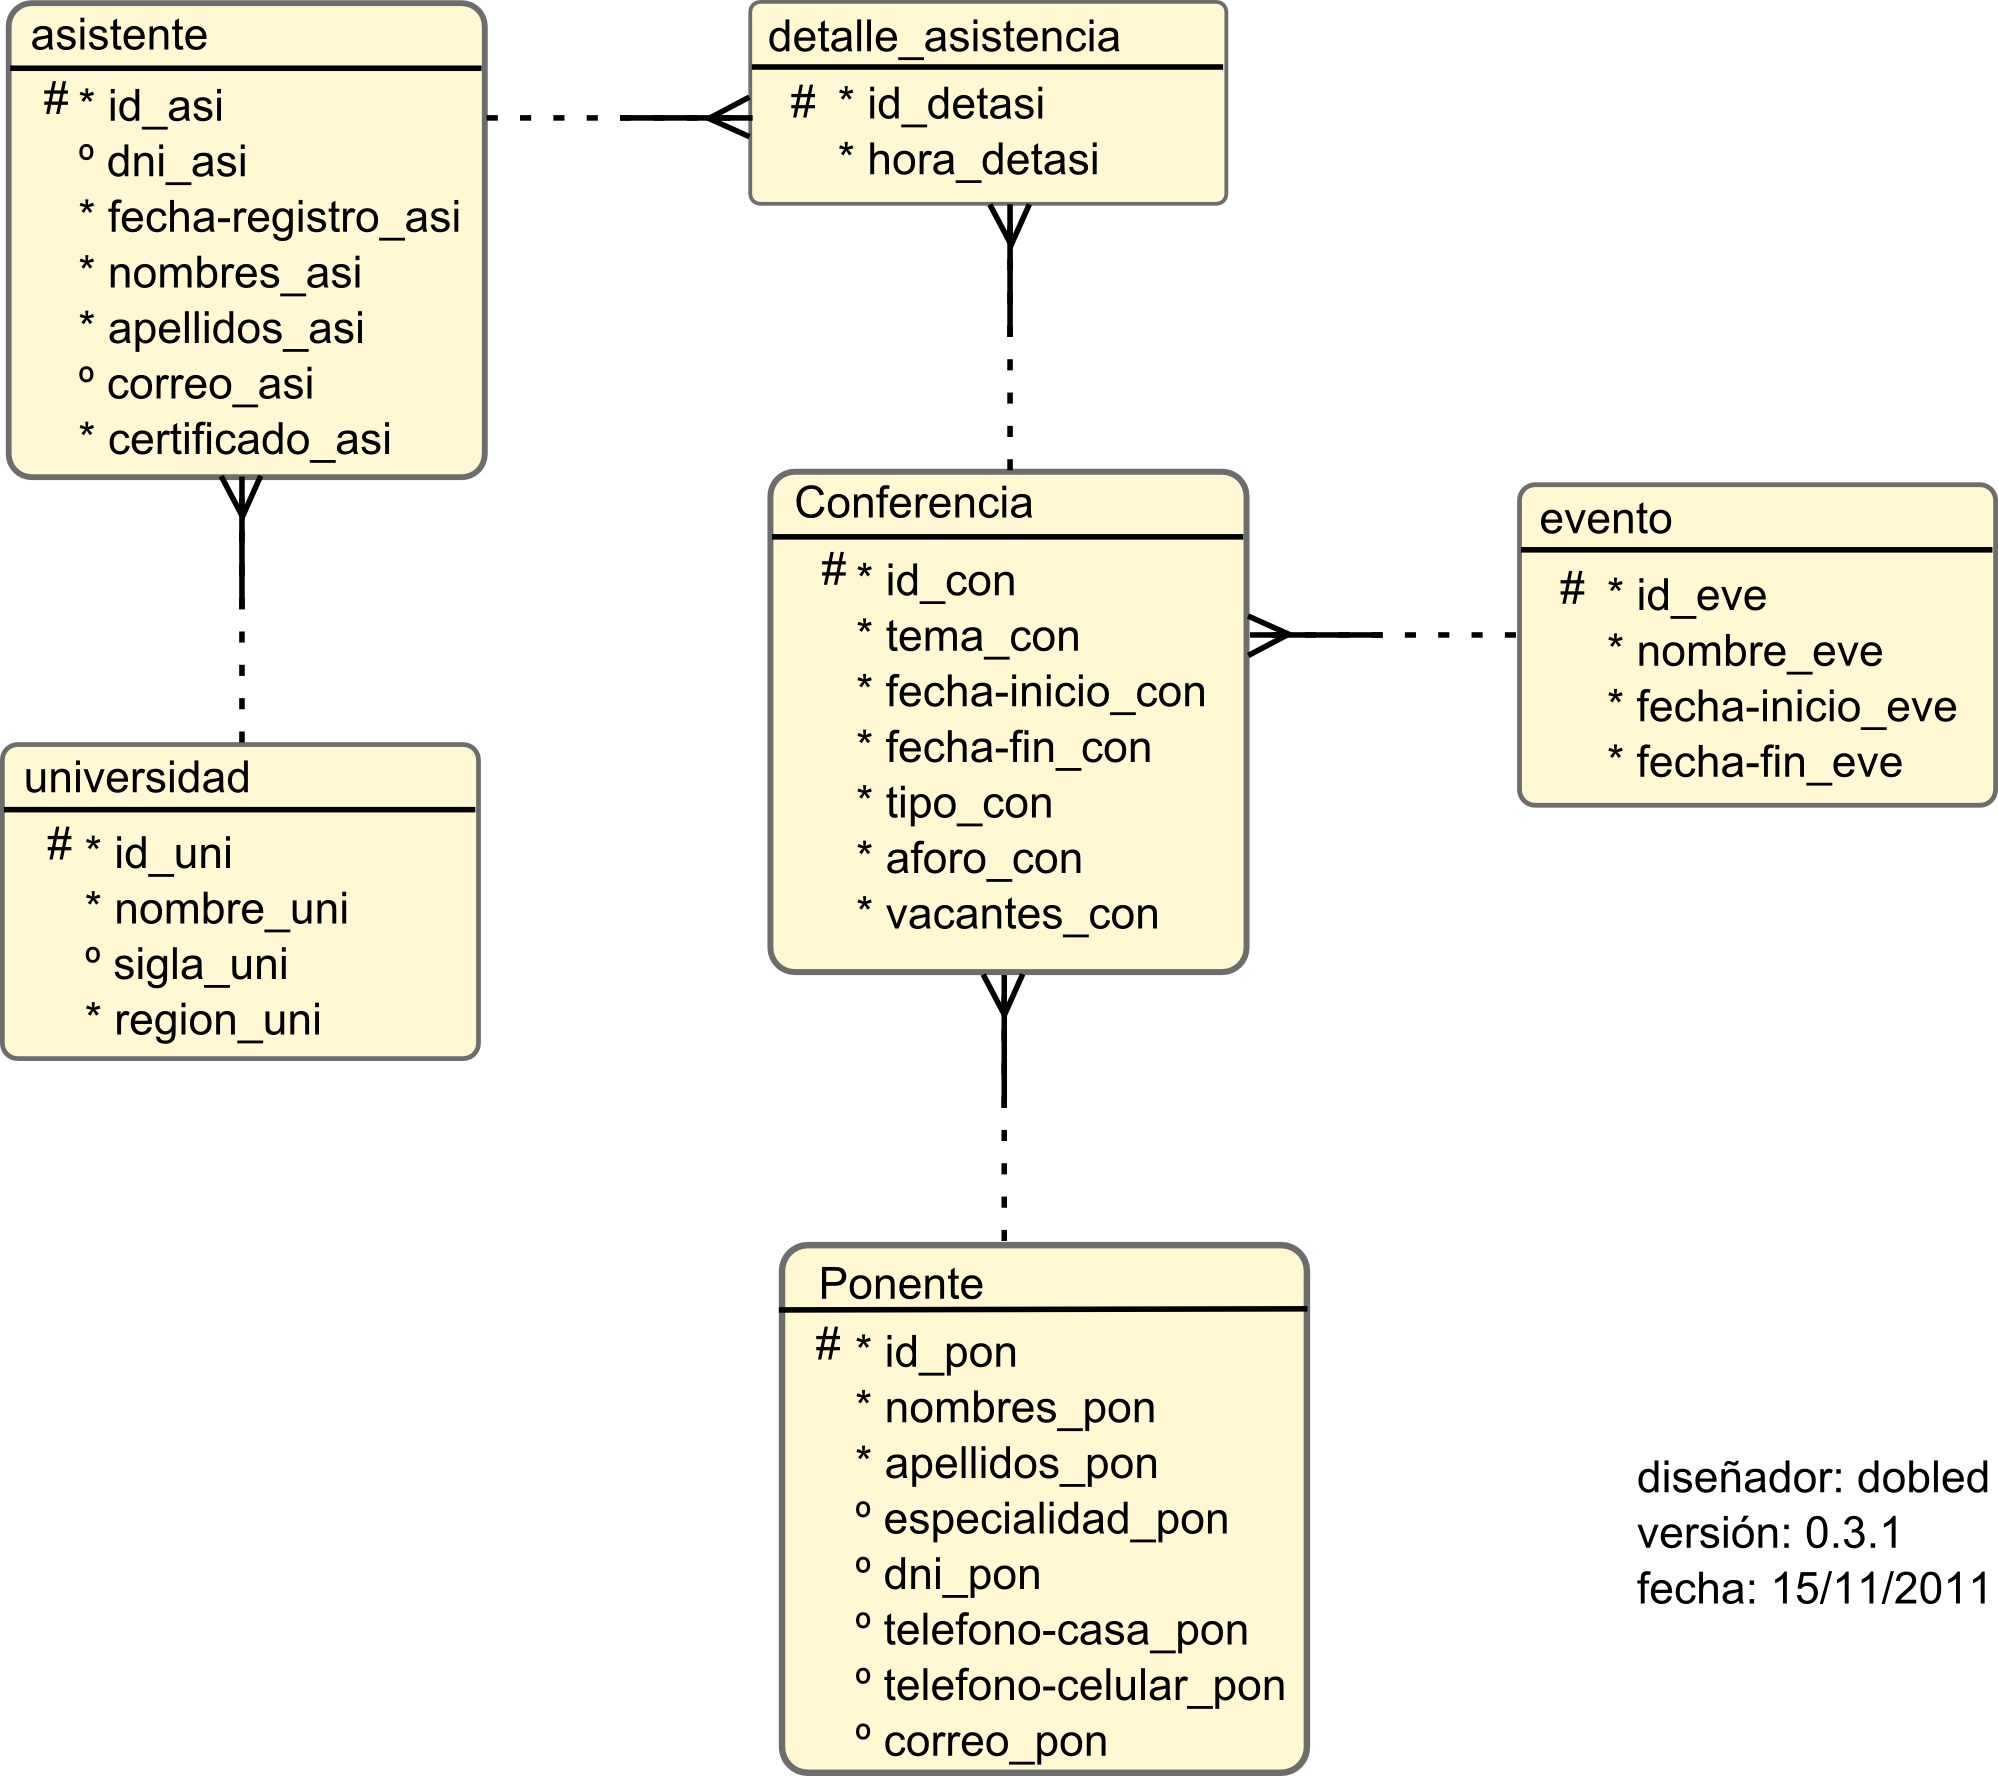 asistente
# * id_asi
º dni_asi
* fecha-registro_asi
* nombres_asi
* apellidos_asi
º correo_asi
* certificado_asi
detalle_asistencia
# * id_detasi
* hora_detasi
Conferencia
# * id_con
* tema_con
* fecha-inicio_con
* fecha-fin_con
* tipo_con
* aforo_con
* vacantes_con
evento
# * id_eve
* nombre_eve
* fecha-inicio_eve
* fecha-fin_eve
universidad
# * id_uni
* nombre_uni
º sigla_uni
* region_uni
Ponente
# * id_pon
* nombres_pon
* apellidos_pon
º especialidad_pon
º dni_pon
º telefono-casa_pon
º telefono-celular_pon
º correo_pon
diseñador: dobled
versión: 0.3.1
fecha: 15/11/2011